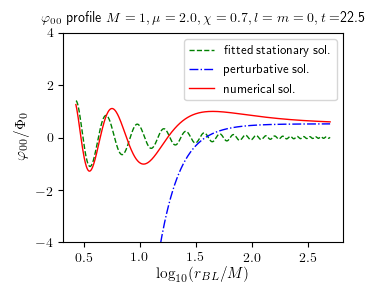 φ₀₀ profile M = 1, μ = 2.0, χ = 0.7, l = m = 0, t =22.5
fitted stationary sol.
perturbative sol.
numerical sol.
φ₀₀/Φ₀
4
2
0
−2
−4
0.5 1.0 1.5 2.0 2.5
log₁₀(r_BL/M)